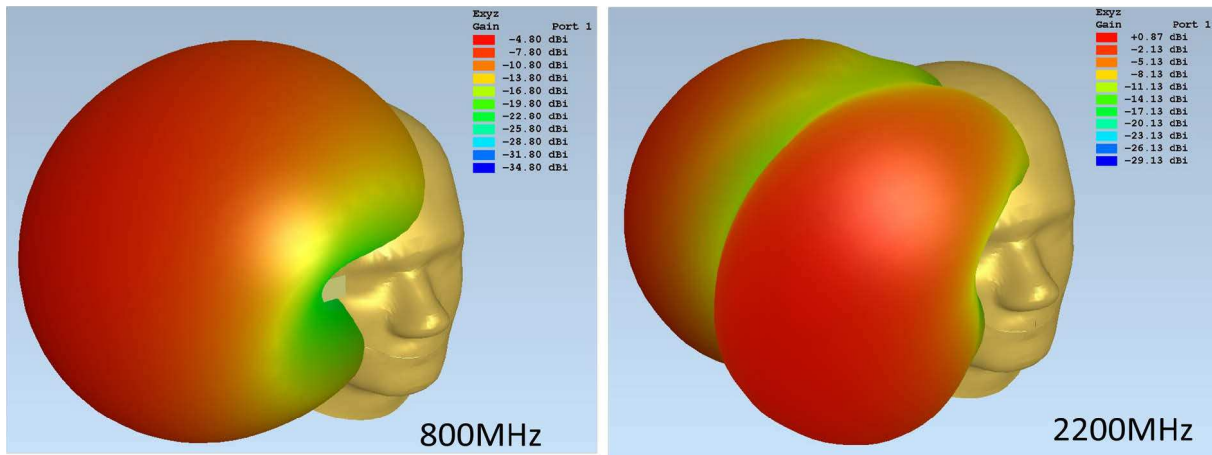 Exyz
Gain Port 1
-4.80 dBi
-7.80 dBi
-10.80 dBi
-13.80 dBi
-16.80 dBi
-19.80 dBi
-22.80 dBi
-25.80 dBi
-28.80 dBi
-31.80 dBi
-34.80 dBi
800MHz
Exyz
Gain Port 1
+0.87 dBi
-2.13 dBi
-5.13 dBi
-8.13 dBi
-11.13 dBi
-14.13 dBi
-17.13 dBi
-20.13 dBi
-23.13 dBi
-26.13 dBi
-29.13 dBi
2200MHz